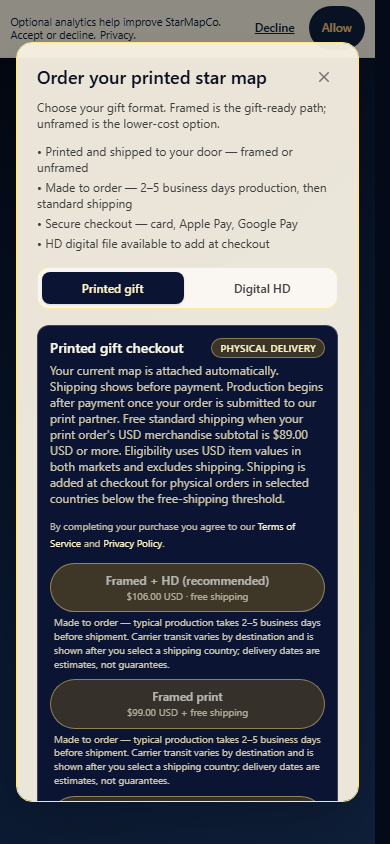 Optional analytics help improve StarMapCo.
Accept or decline. Privacy.
Decline
Allow
Order your printed star map
×
Choose your gift format. Framed is the gift-ready path;
unframed is the lower-cost option.
• Printed and shipped to your door — framed or
unframed
• Made to order — 2–5 business days production, then
standard shipping
• Secure checkout — card, Apple Pay, Google Pay
• HD digital file available to add at checkout
Printed gift
Digital HD
Printed gift checkout
PHYSICAL DELIVERY
Your current map is attached automatically.
Shipping shows before payment. Production begins
after payment once your order is submitted to our
print partner. Free standard shipping when your
print order's USD merchandise subtotal is $89.00
USD or more. Eligibility uses USD item values in
both markets and excludes shipping. Shipping is
added at checkout for physical orders in selected
countries below the free-shipping threshold.
By completing your purchase you agree to our Terms of
Service and Privacy Policy.
Framed + HD (recommended)
$106.00 USD · free shipping
Made to order — typical production takes 2–5 business days
before shipment. Carrier transit varies by destination and is
shown after you select a shipping country; delivery dates are
estimates, not guarantees.
Framed print
$99.00 USD + free shipping
Made to order — typical production takes 2–5 business days
before shipment. Carrier transit varies by destination and is
shown after you select a shipping country; delivery dates are
estimates, not guarantees.